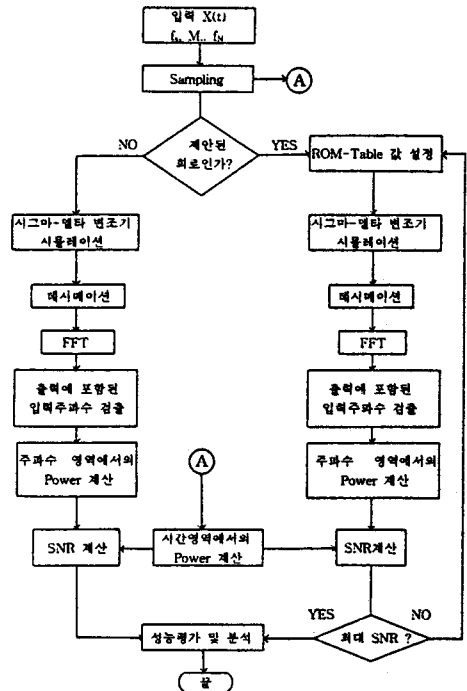 입력 X(t)
fₛ, M, fɴ
Sampling
A
제안된
회로인가?
NO
YES
ROM-Table 값 설정
시그마-델타 변조기
시뮬레이션
데시메이션
FFT
출력에 포함된
입력주파수 검출
주파수 영역에서의
Power 계산
SNR 계산
시그마-델타 변조기
시뮬레이션
데시메이션
FFT
출력에 포함된
입력주파수 검출
주파수 영역에서의
Power 계산
SNR계산
A
시간영역에서의
Power 계산
YES
NO
최대 SNR ?
성능평가 및 분석
끝